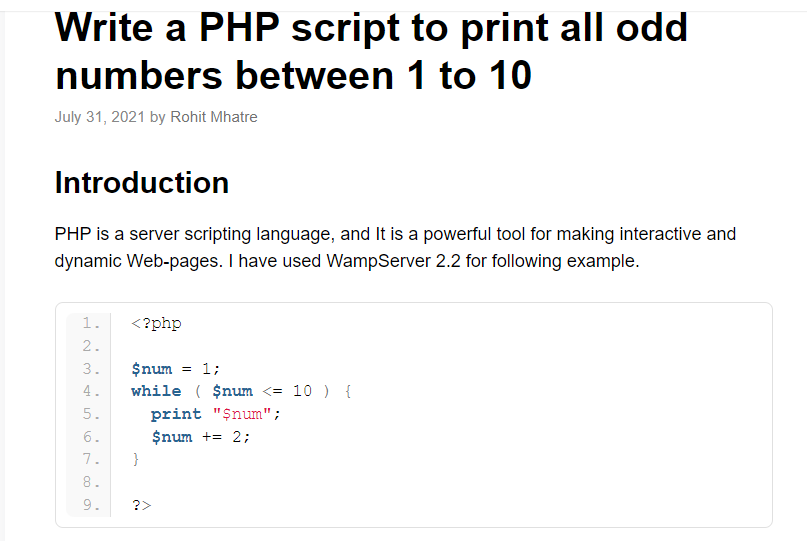 Write a PHP script to print all odd
numbers between 1 to 10
July 31, 2021 by Rohit Mhatre
Introduction
PHP is a server scripting language, and It is a powerful tool for making interactive and
dynamic Web-pages. I have used WampServer 2.2 for following example.
1. <?php
2.
3. $num = 1;
4. while ( $num <= 10 ) {
5.   print "$num";
6.   $num += 2;
7. }
8.
9. ?>